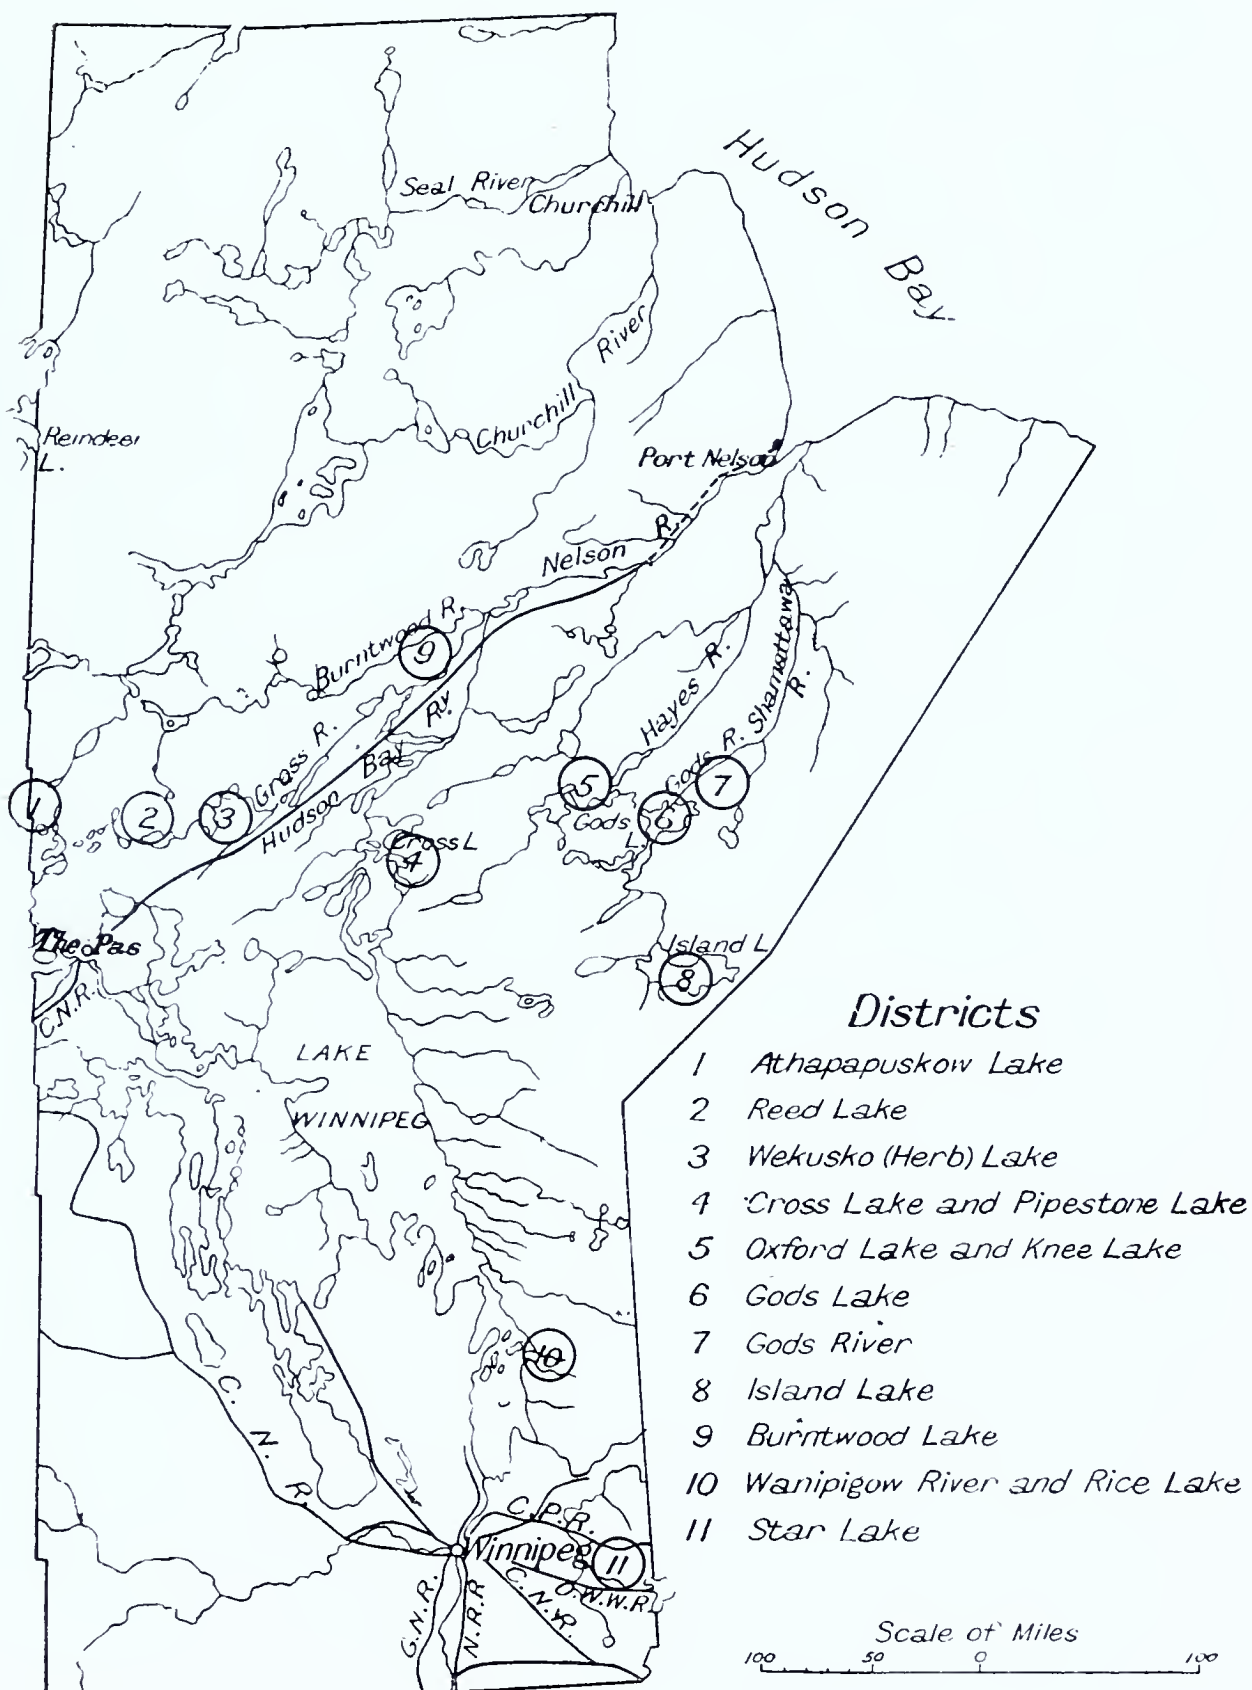 Hudson Bay
Seal River
Churchill
River
Churchill
Reindeer
L.
Port Nelson
R.
Nelson
Burntwood R.
9
Shamattawa
R.
Hayes R.
Gods R.
Grass R.
Hudson Bay Ry.
1
2
3
5
7
6
Gods
L.
Cross L
4
The Pas
Island L
8
C.N.R.
LAKE
WINNIPEG
Districts
1 Athapapuskow Lake
2 Reed Lake
3 Wekusko (Herb) Lake
4 Cross Lake and Pipestone Lake
5 Oxford Lake and Knee Lake
6 Gods Lake
7 Gods River
8 Island Lake
9 Burntwood Lake
10 Wanipigow River and Rice Lake
11 Star Lake
10
C. N. R.
C.P.R.
Winnipeg
11
G.W.W.R.
C.N.R.
G.N.R.
N.R.R
Scale of Miles
100 50 0 100